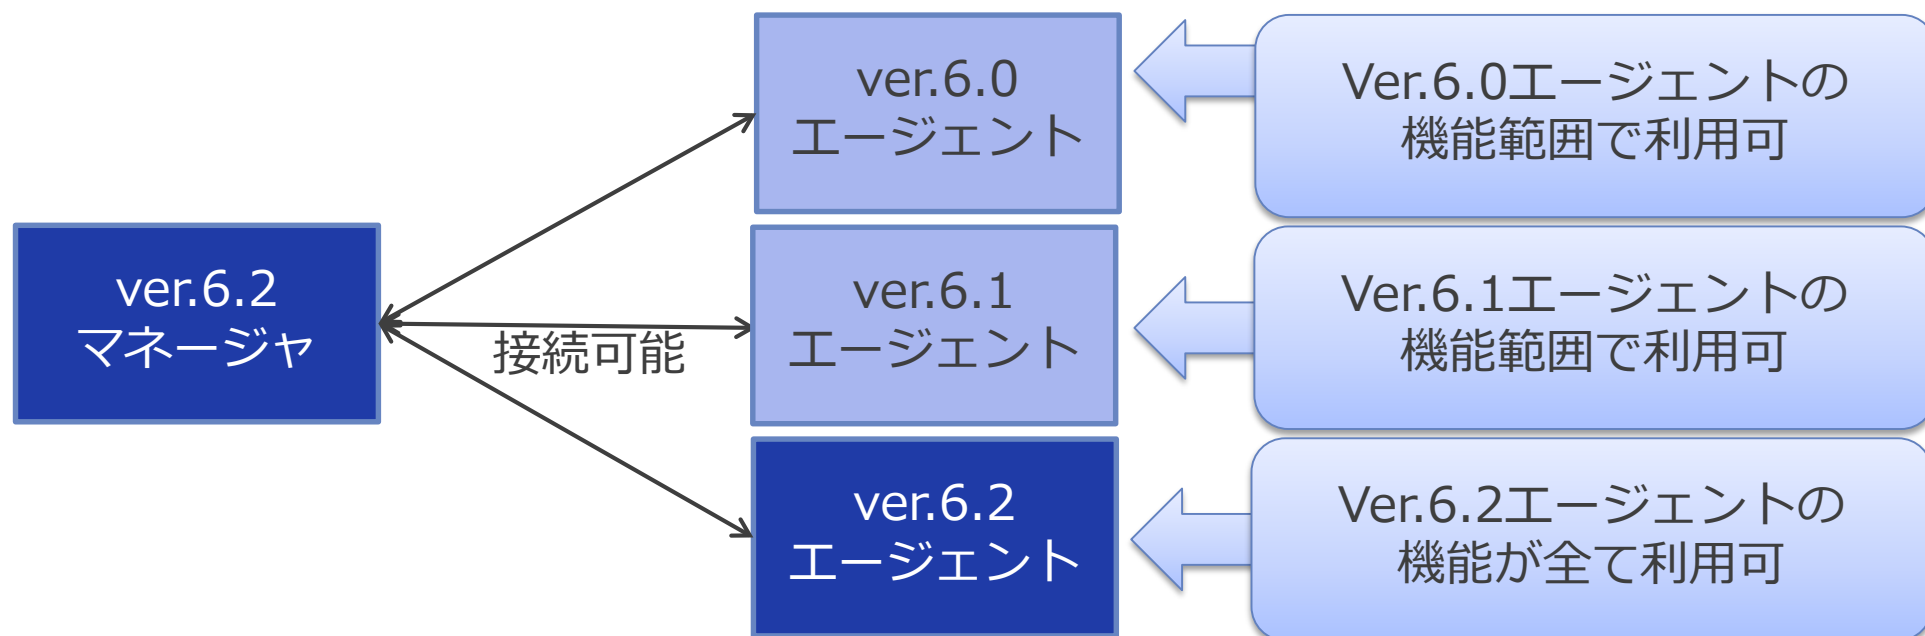 ver.6.0
エージェント
Ver.6.0エージェントの
機能範囲で利用可
ver.6.2
マネージャ
接続可能
ver.6.1
エージェント
Ver.6.1エージェントの
機能範囲で利用可
ver.6.2
エージェント
Ver.6.2エージェントの
機能が全て利用可